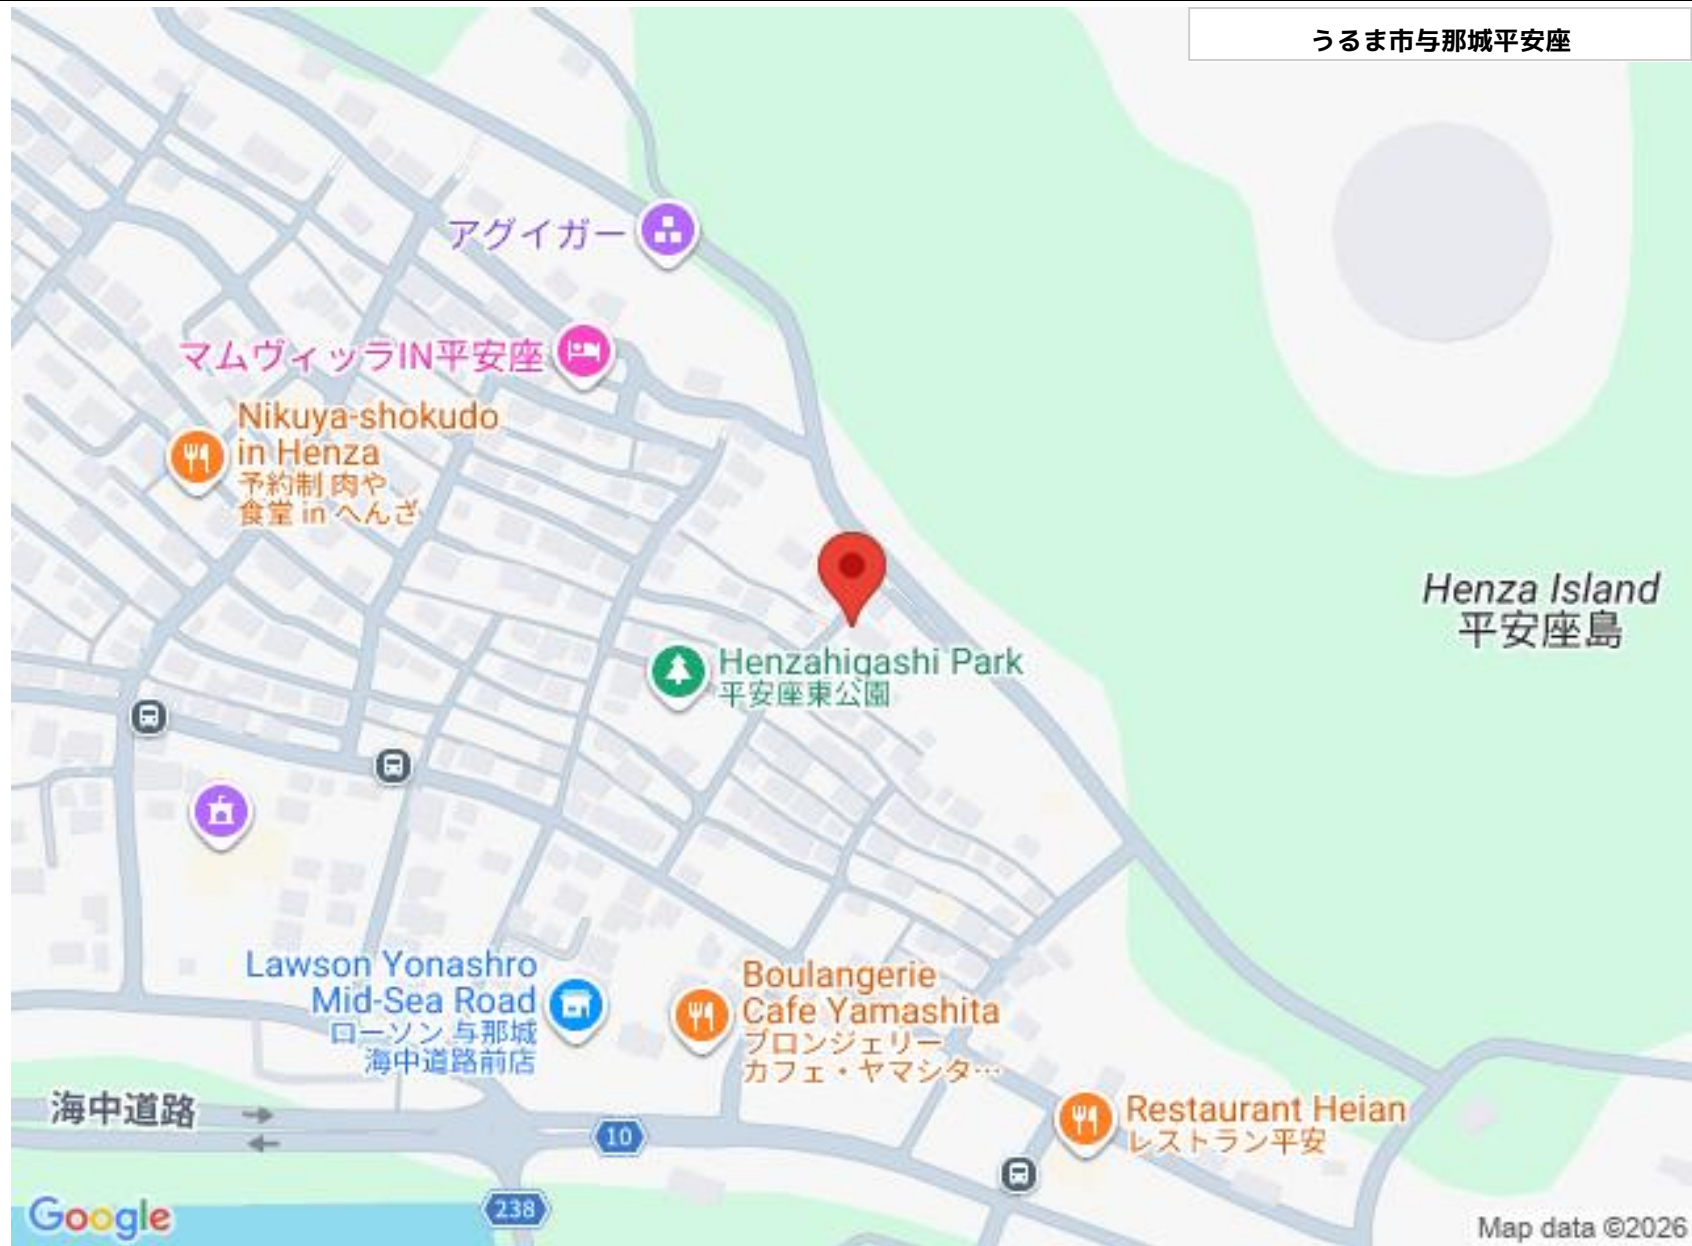 うるま市与那城平安座
アグイガー
マムヴィッラIN平安座
Nikuya-shokudo
in Henza
予約制 肉や
食堂 in へんざ
Henza Island
平安座島
Henzahigashi Park
平安座東公園
Lawson Yonashro
Mid-Sea Road
ローソン 与那城
海中道路前店
Boulangerie
Cafe Yamashita
ブロンジェリー
カフェ・ヤマシタ…
海中道路
10
Restaurant Heian
レストラン平安
238
Google
Map data ©2026